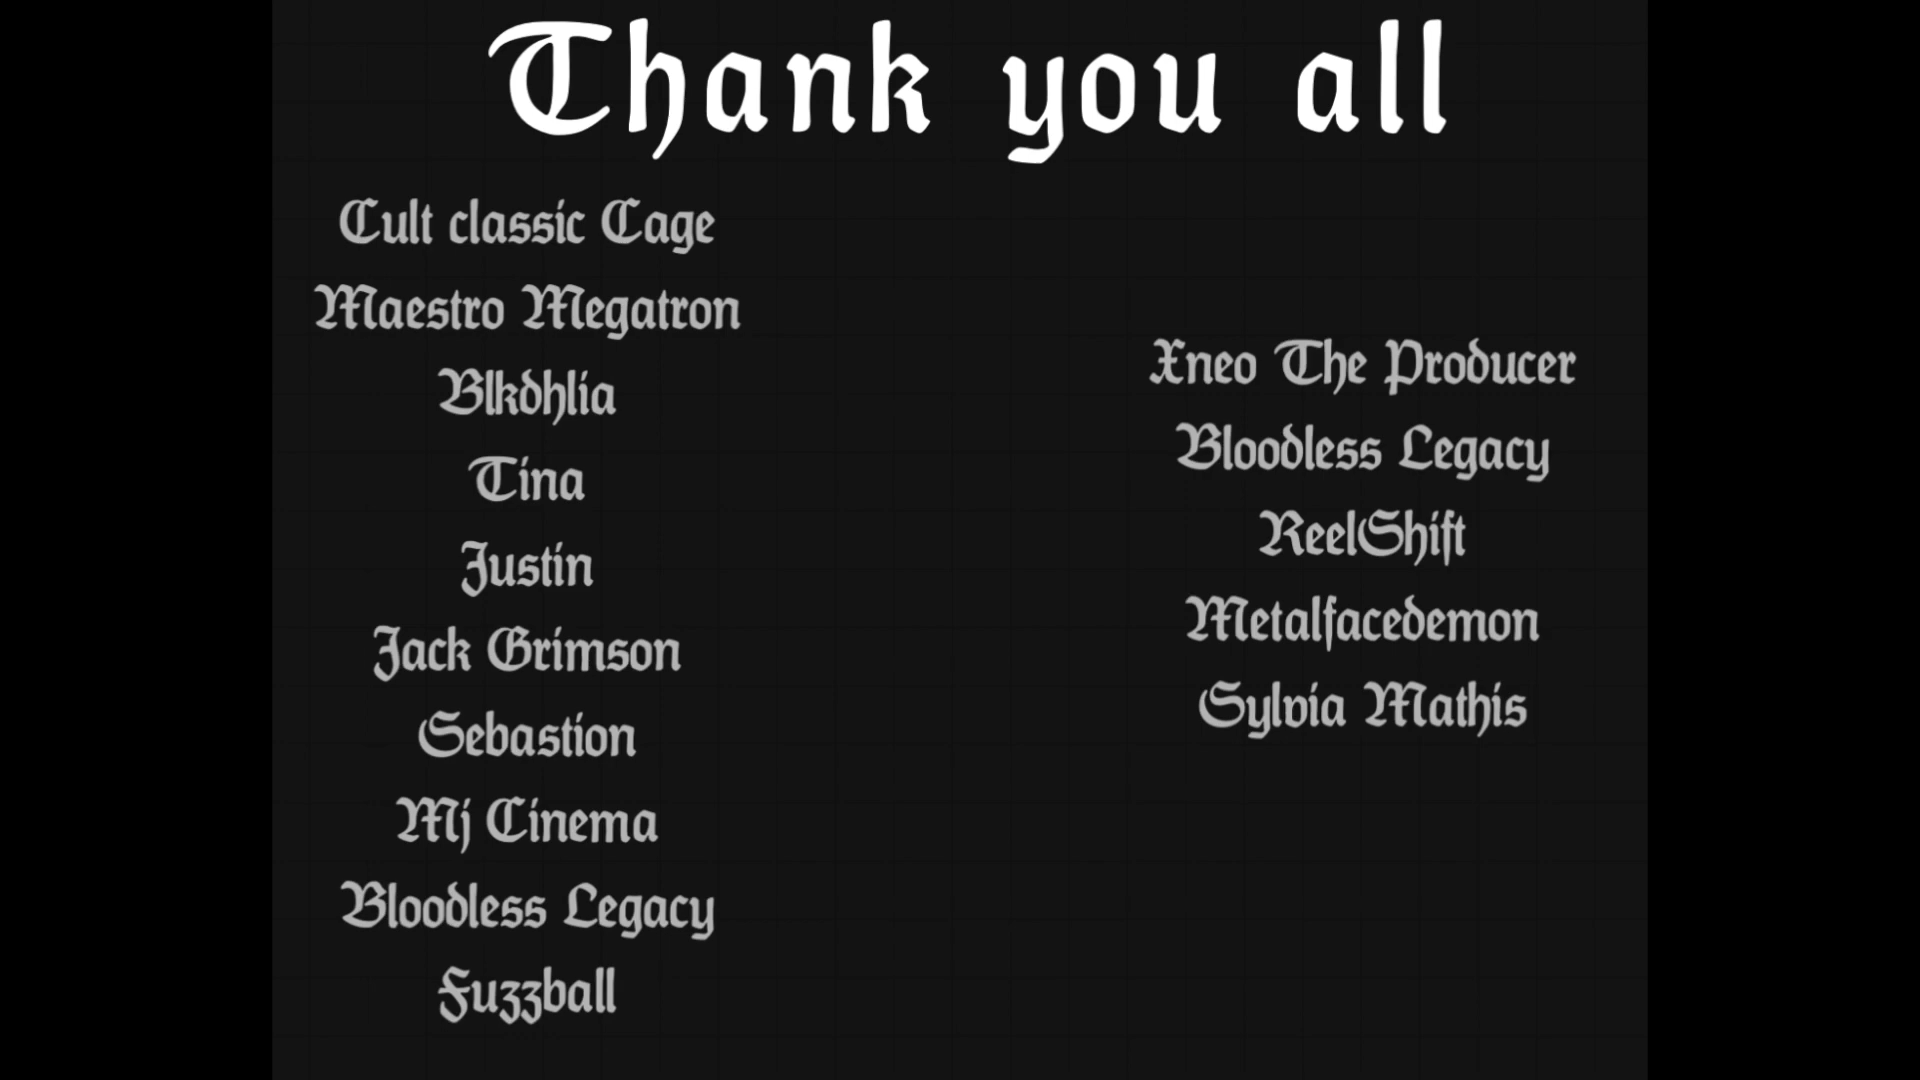 Thank you all
Cult classic Cage
Maestro Megatron
Blkdhlia
Tina
Justin
Jack Grimson
Sebastion
Mj Cinema
Bloodless Legacy
Fuzzball
Xneo The Producer
Bloodless Legacy
ReelShift
Metalfacedemon
Sylvia Mathis